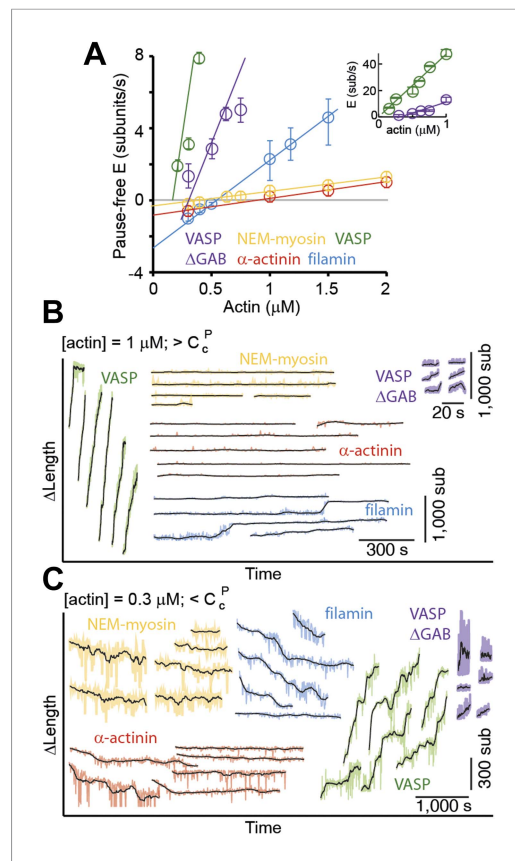 A
8
4
0
-4
Pause-free E (subunits/s)
0 0.5 1 1.5 2
Actin (μM)
VASP NEM-myosin VASP
ΔGAB α-actinin filamin
40
20
0
E (sub/s)
0 1
actin (μM)
B
[actin] = 1 μM; > C_c^P
VASP
NEM-myosin
VASP
ΔGAB
20 s
1,000 sub
α-actinin
filamin
1,000 sub
300 s
ΔLength
Time
C
[actin] = 0.3 μM; < C_c^P
NEM-myosin
filamin
VASP
ΔGAB
α-actinin
VASP
300 sub
1,000 s
ΔLength
Time